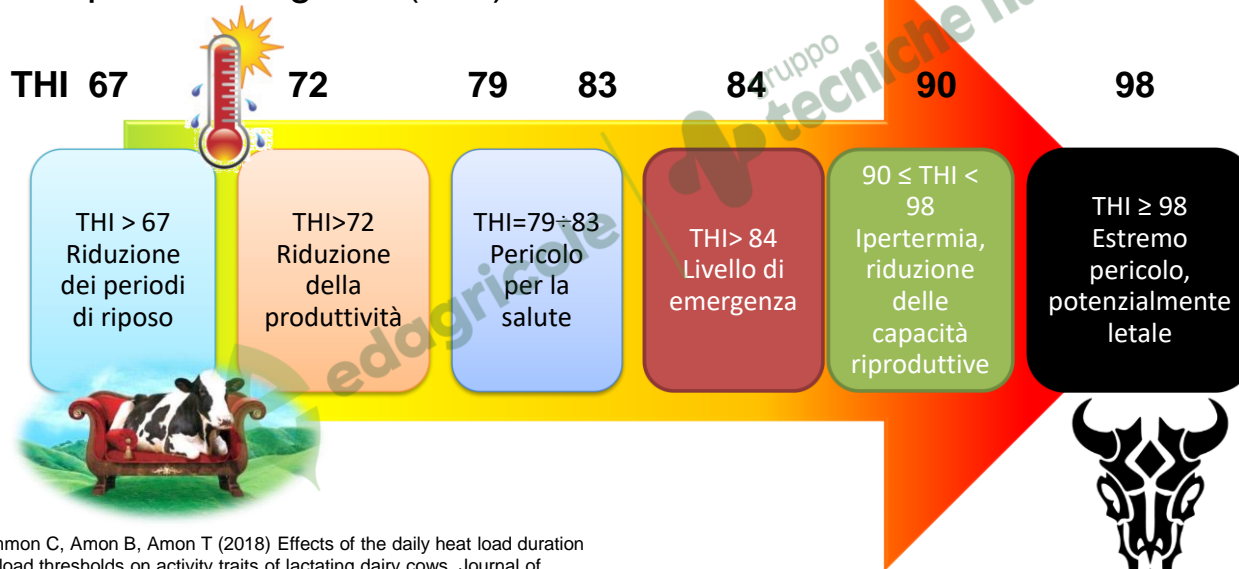 THI 67 72 79 83 84 90 98
THI > 67
Riduzione
dei periodi
di riposo
THI>72
Riduzione
della
produttività
THI=79÷83
Pericolo
per la
salute
THI> 84
Livello di
emergenza
90 ≤ THI <
98
Ipertermia,
riduzione
delle
capacità
riproduttive
THI ≥ 98
Estremo
pericolo,
potenzialmente
letale
gruppo
tecniche
edagricole
C, Amon B, Amon T (2018) Effects of the daily heat load duration
load thresholds on activity traits of lactating dairy cows. Journal of